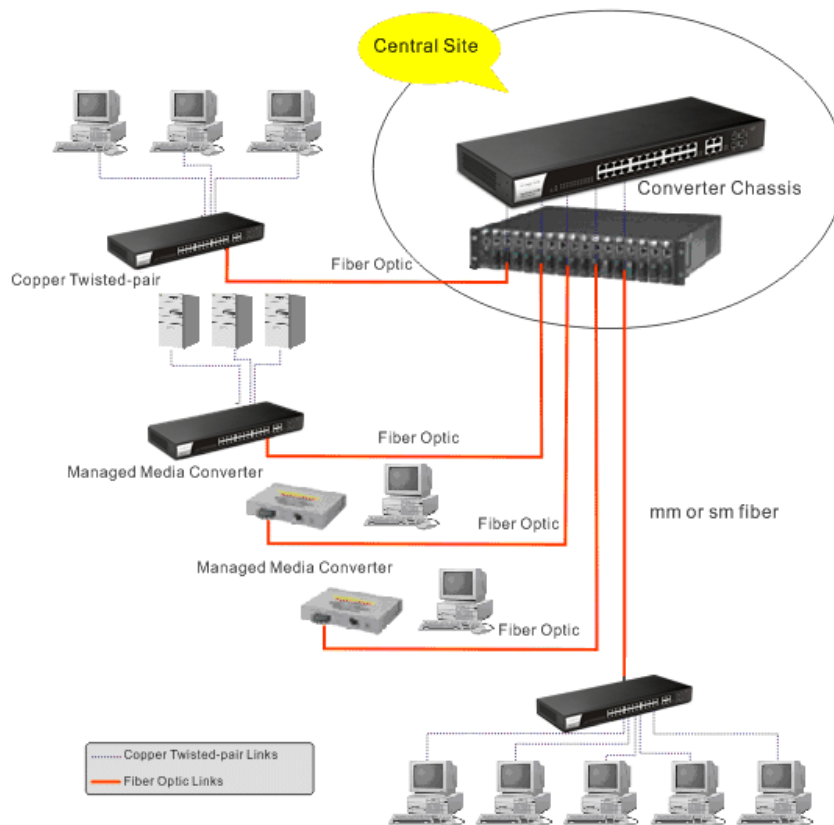 Central Site
Converter Chassis
Fiber Optic
Copper Twisted-pair
Fiber Optic
Managed Media Converter
Fiber Optic
mm or sm fiber
Managed Media Converter
Fiber Optic
Copper Twisted-pair Links
Fiber Optic Links